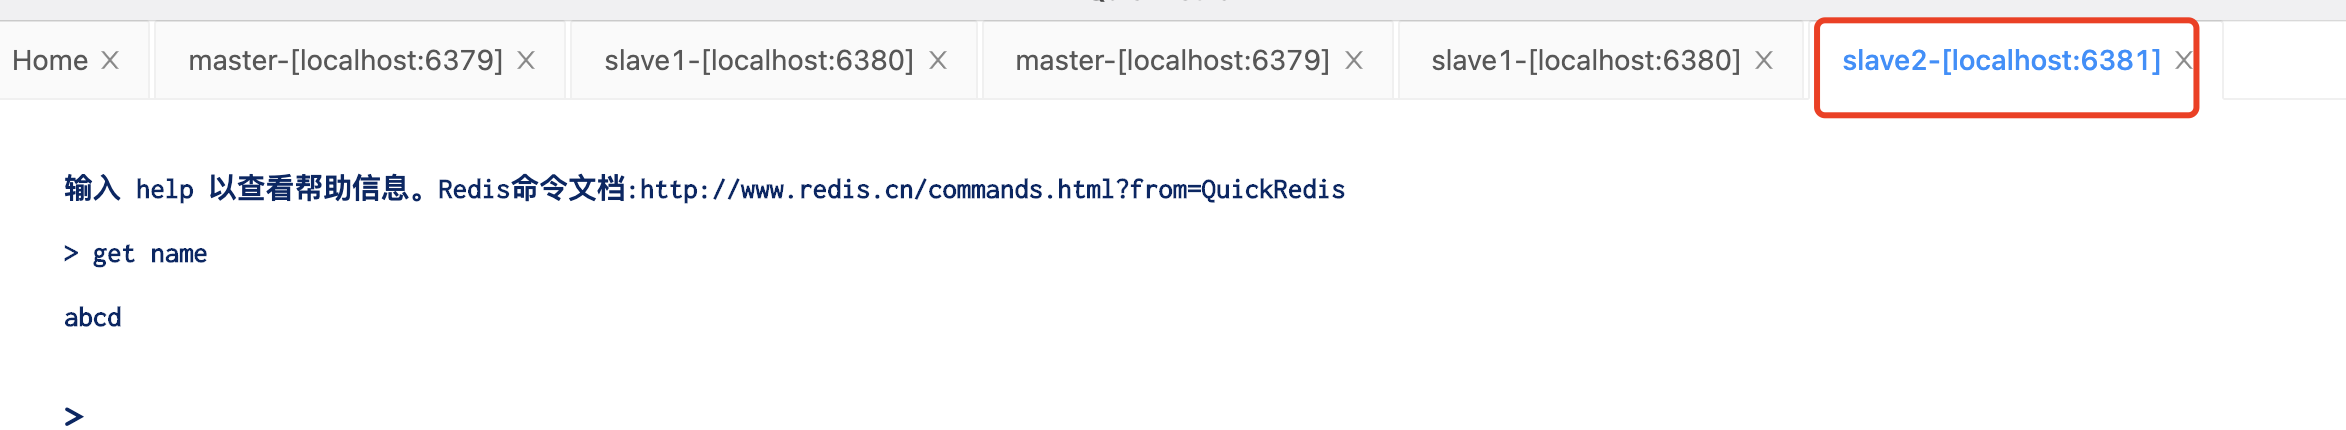 Home X master-[localhost:6379] X slave1-[localhost:6380] X master-[localhost:6379] X slave1-[localhost:6380] X slave2-[localhost:6381] X
输入 help 以查看帮助信息。Redis命令文档:http://www.redis.cn/commands.html?from=QuickRedis
> get name
abcd
>